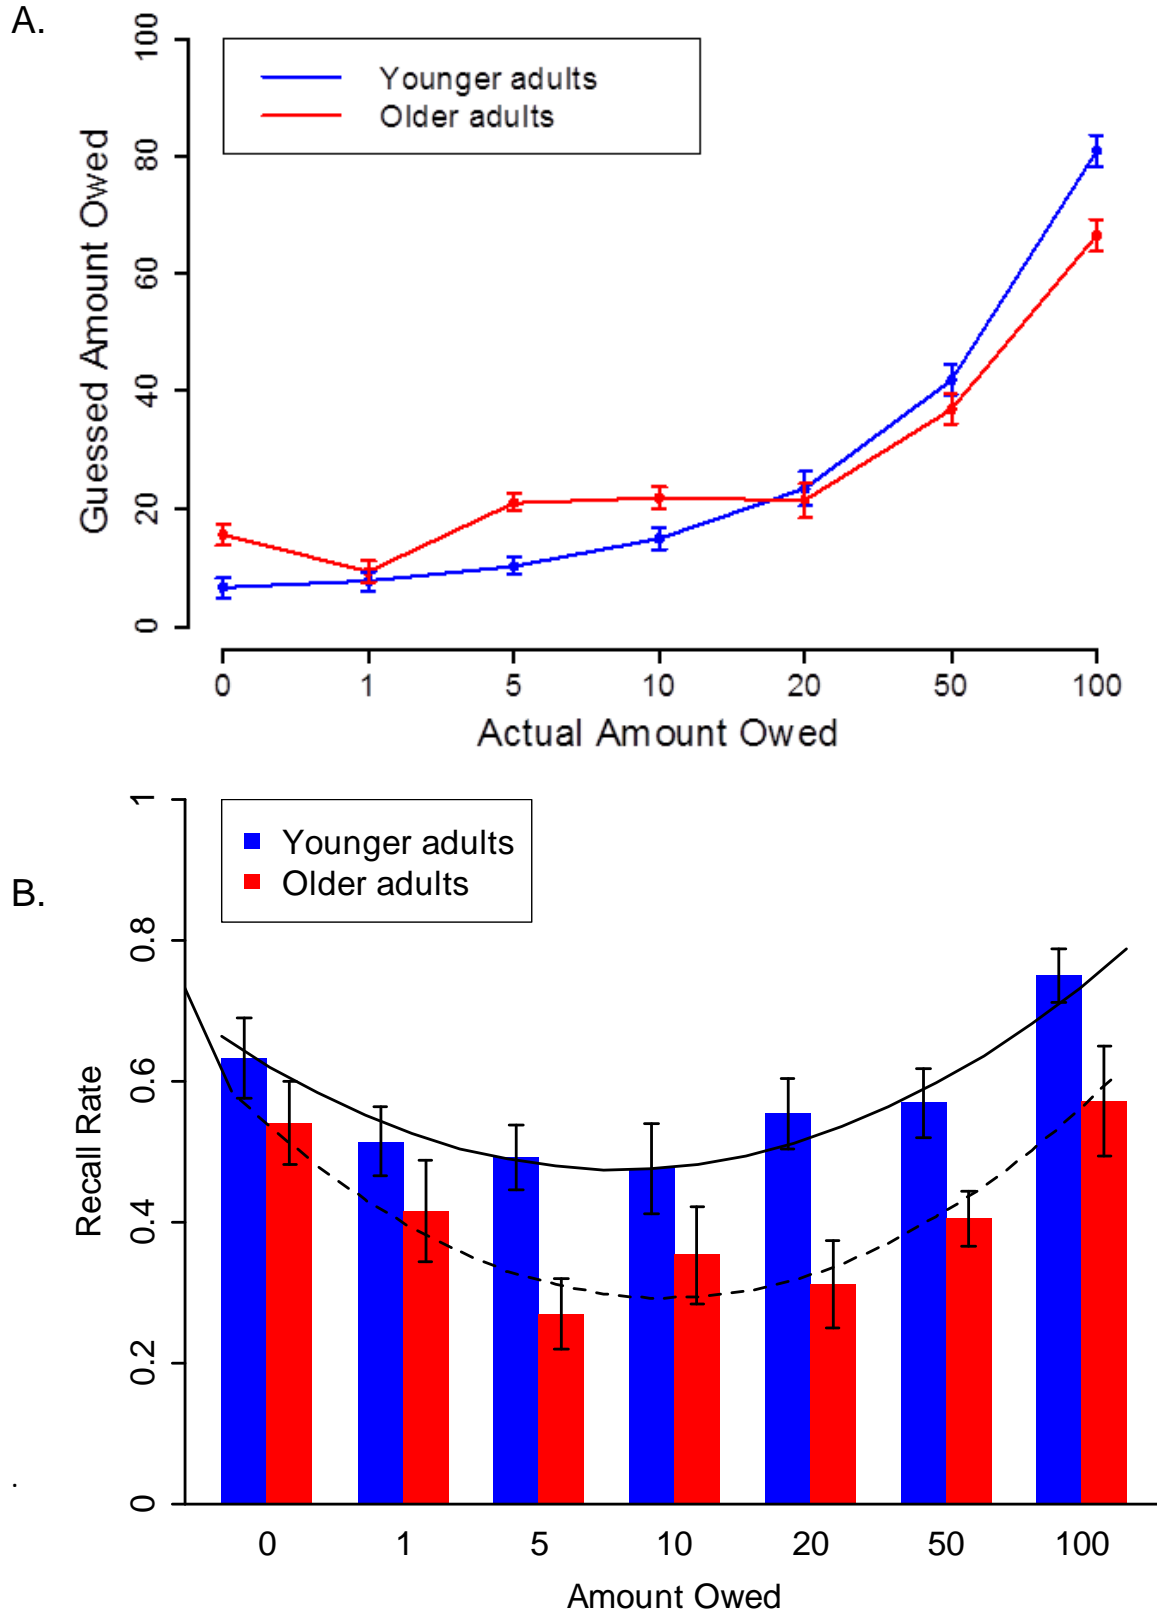 A.
100
80
60
40
20
0
Guessed Amount Owed
Younger adults
Older adults
0 1 5 10 20 50 100
Actual Amount Owed
B.
1
0.8
0.6
0.4
0.2
0
Recall Rate
Younger adults
Older adults
.
0 1 5 10 20 50 100
Amount Owed